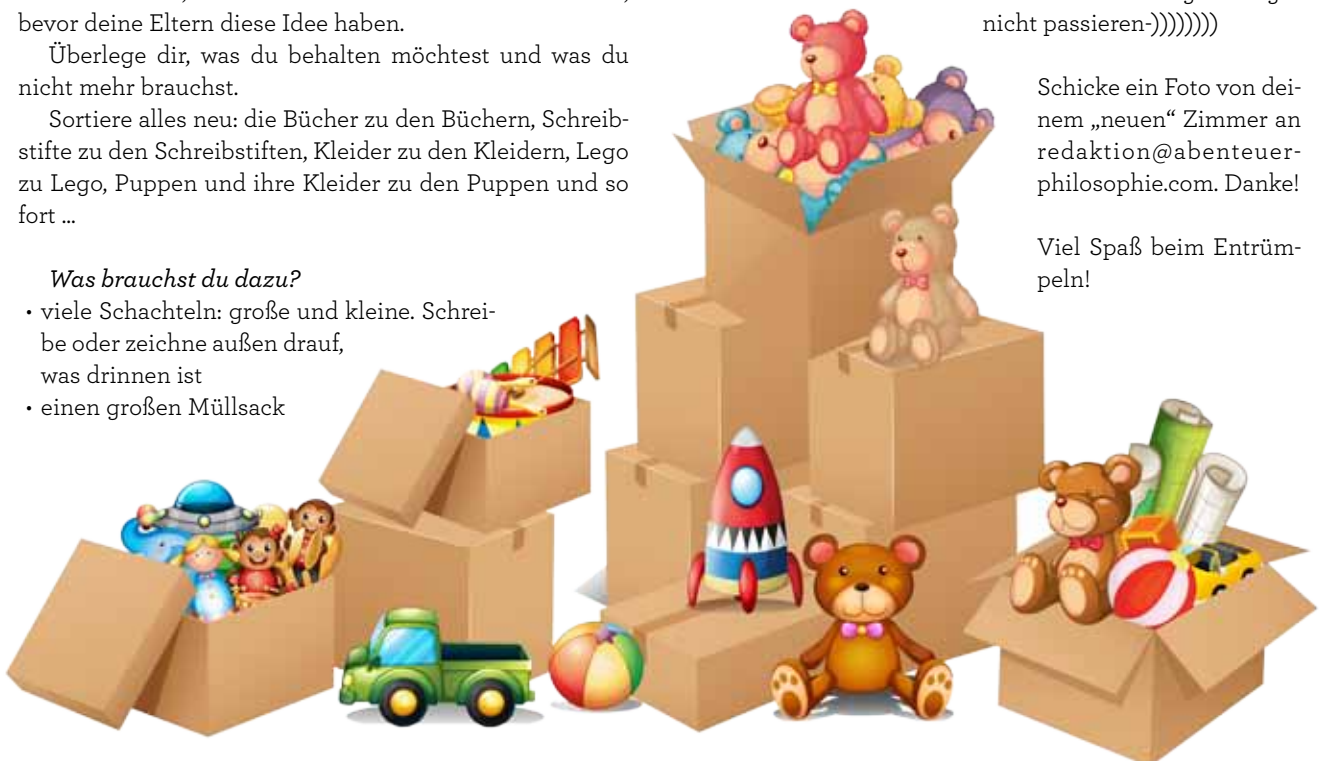 bevor deine Eltern diese Idee haben.
Überlege dir, was du behalten möchtest und was du
nicht mehr brauchst.
Sortiere alles neu: die Bücher zu den Büchern, Schreib-
stifte zu den Schreibstiften, Kleider zu den Kleidern, Lego
zu Lego, Puppen und ihre Kleider zu den Puppen und so
fort ...
Was brauchst du dazu?
• viele Schachteln: große und kleine. Schrei-
be oder zeichne außen drauf,
was drinnen ist
• einen großen Müllsack
nicht passieren-))))))))
Schicke ein Foto von dei-
nem „neuen“ Zimmer an
redaktion@abenteuer-
philosophie.com. Danke!
Viel Spaß beim Entrüm-
peln!